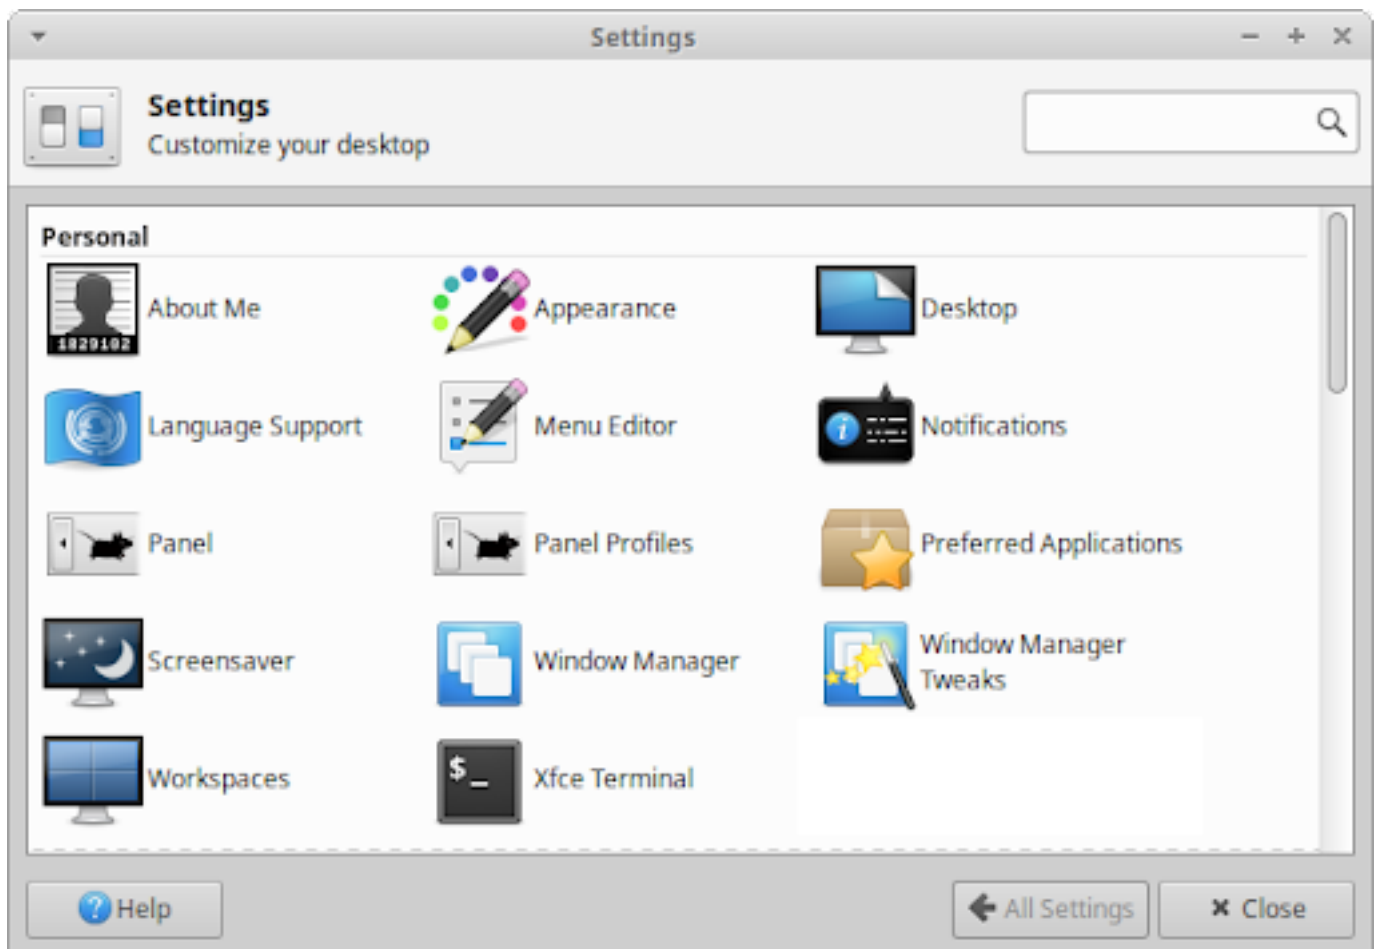 Settings
Settings
Customize your desktop
Personal
1829102
About Me
Appearance
Desktop
Language Support
Menu Editor
Notifications
Panel
Panel Profiles
Preferred Applications
Screensaver
Window Manager
Window Manager
Tweaks
Workspaces
$_
Xfce Terminal
Help
All Settings
Close